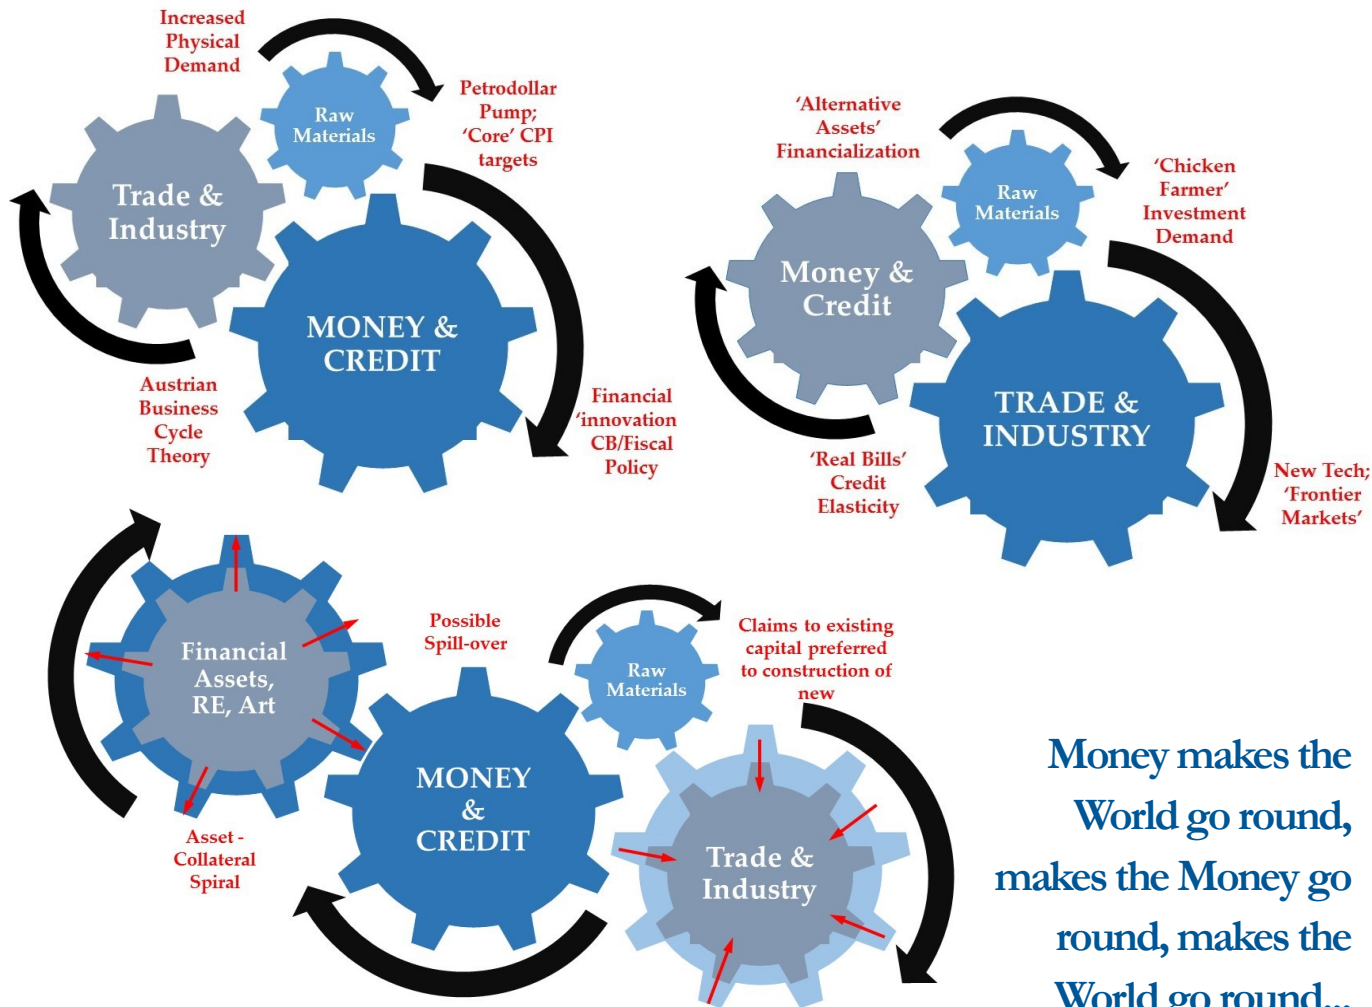 Increased
Physical
Demand
Raw
Materials
Petrodollar
Pump;
‘Core’ CPI
targets
Trade &
Industry
MONEY &
CREDIT
Austrian
Business
Cycle
Theory
Financial
‘innovation
CB/Fiscal
Policy
‘Alternative
Assets’
Financialization
Raw
Materials
‘Chicken
Farmer’
Investment
Demand
Money &
Credit
TRADE &
INDUSTRY
‘Real Bills’
Credit
Elasticity
New Tech;
‘Frontier
Markets’
Financial
Assets,
RE, Art
Possible
Spill-over
Raw
Materials
Claims to existing
capital preferred
to construction of
new
MONEY
&
CREDIT
Asset -
Collateral
Spiral
Trade &
Industry
Money makes the
World go round,
makes the Money go
round, makes the
World go round...